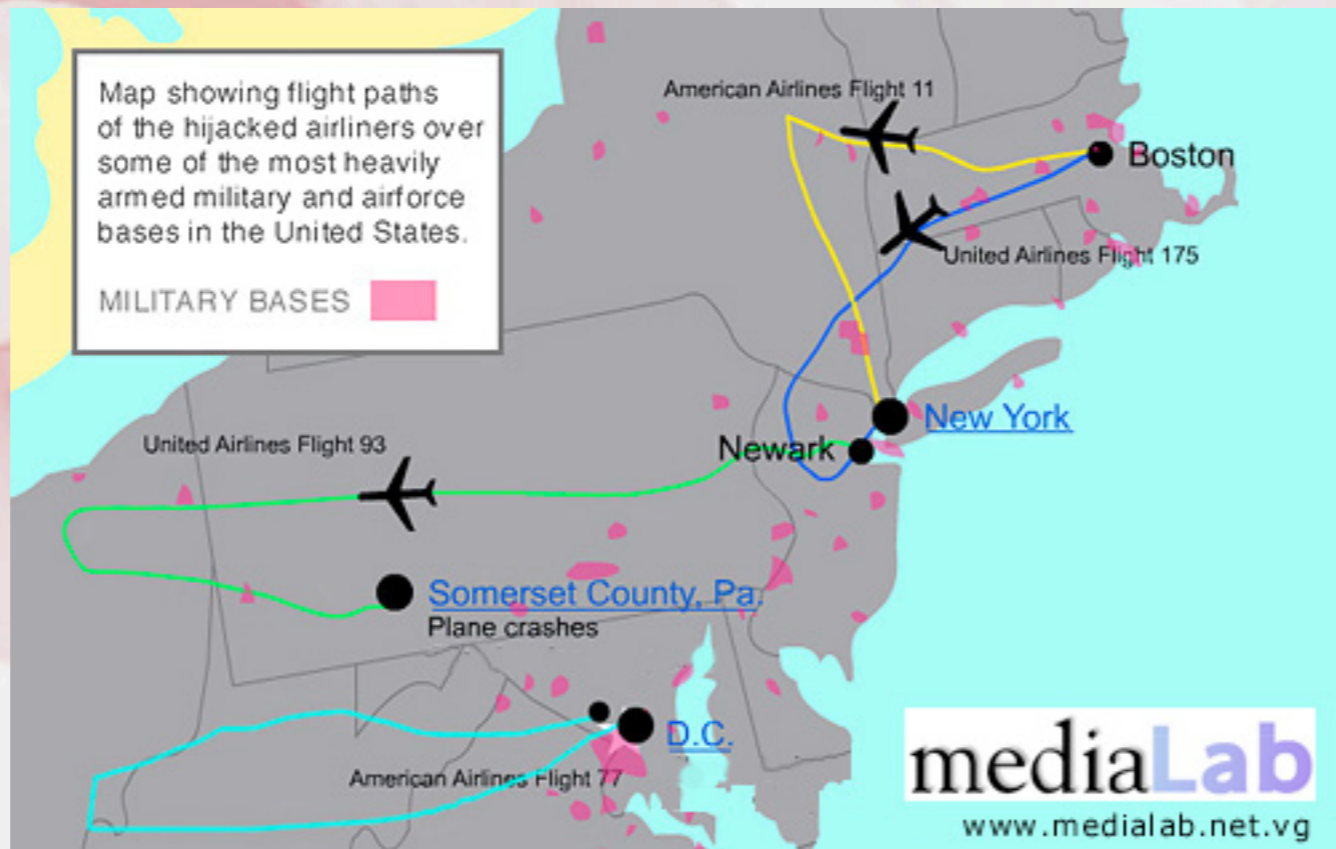 Map showing flight paths
of the hijacked airliners over
some of the most heavily
armed military and airforce
bases in the United States.
MILITARY BASES
American Airlines Flight 11
Boston
United Airlines Flight 175
New York
Newark
United Airlines Flight 93
Somerset County, Pa.
Plane crashes
D.C.
American Airlines Flight 77
mediaLab
www.medialab.net.vg